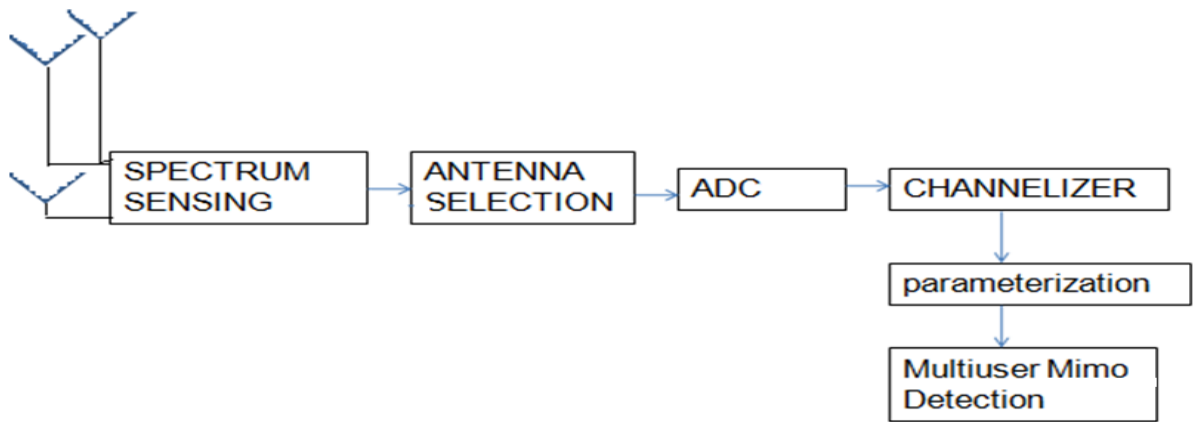 SPECTRUM
SENSING
ANTENNA
SELECTION
ADC
CHANNELIZER
parameterization
Multiuser Mimo
Detection